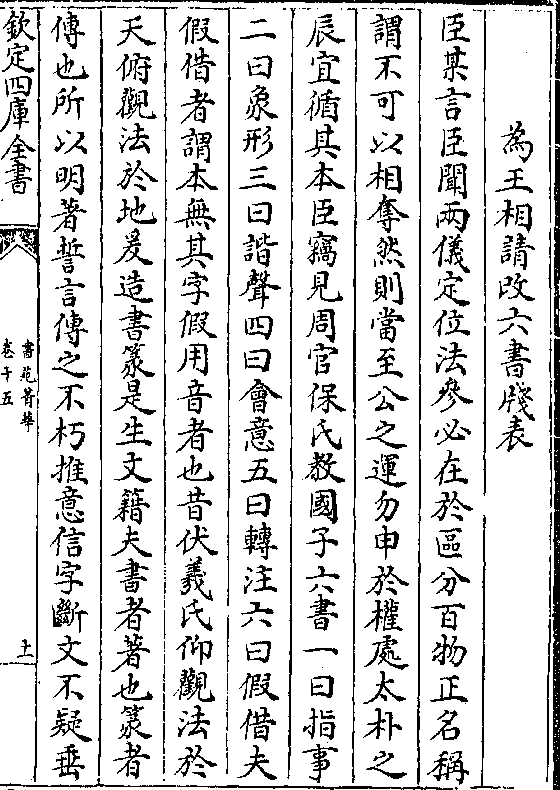 為王相請改六書牋表
臣某言臣聞兩儀定位法參必在於區分百物正名稱
謂不可以相奪然則當至公之運勿申於權處太朴之
辰宜循其本臣竊見周官保氏教國子六書一曰指事
二曰象形三曰諧聲四曰會意五曰轉注六曰假借夫
假借者謂本無其字假用音者也昔伏羲氏仰觀法於
天俯觀法於地爰造書篆是生文籍夫書者著也篆者
傳也所以明著誓言傳之不朽推意信字斷文不疑垂
欽定四庫全書
書苑菁華
卷十五
十一